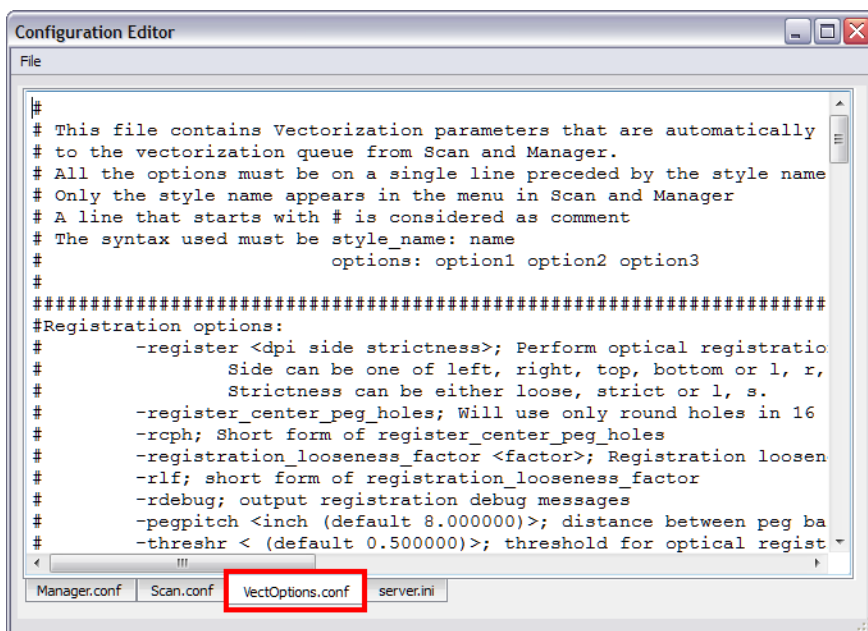 Configuration Editor
File
#
# This file contains Vectorization parameters that are automatically
# to the vectorization queue from Scan and Manager.
# All the options must be on a single line preceded by the style name
# Only the style name appears in the menu in Scan and Manager
# A line that starts with # is considered as comment
# The syntax used must be style_name: name
# options: option1 option2 option3
#
#####################################################################
#Registration options:
# -register <dpi side strictness>; Perform optical registratio
# Side can be one of left, right, top, bottom or l, r,
# Strictness can be either loose, strict or l, s.
# -register_center_peg_holes; Will use only round holes in 16
# -rcph; Short form of register_center_peg_holes
# -registration_looseness_factor <factor>; Registration loosen
# -rlf; short form of registration_looseness_factor
# -rdebug; output registration debug messages
# -pegpitch <inch (default 8.000000)>; distance between peg ba
# -threshr < (default 0.500000)>; threshold for optical regist
Manager.conf Scan.conf VectOptions.conf server.ini